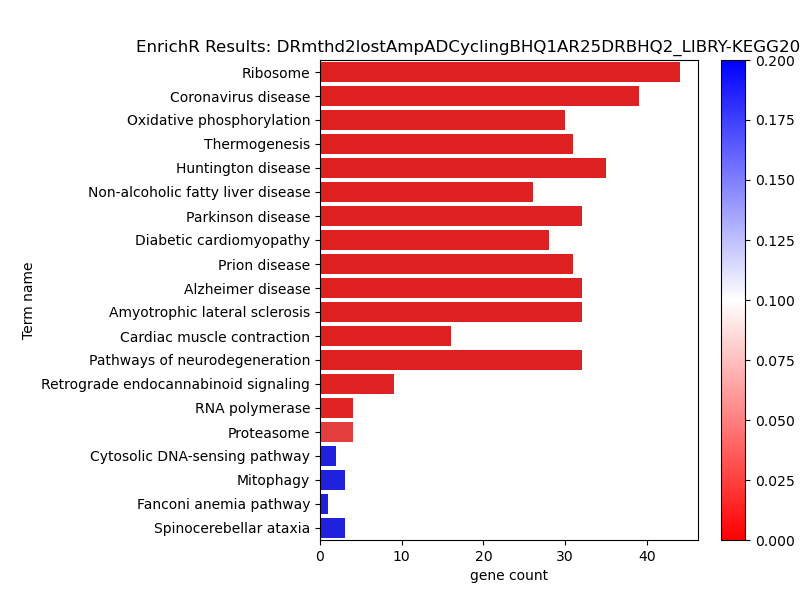 EnrichR Results: DRmthd2lostAmpADCyclingBHQ1AR25DRBHQ2_LIBRY-KEGG20
Term name
Ribosome
Coronavirus disease
Oxidative phosphorylation
Thermogenesis
Huntington disease
Non-alcoholic fatty liver disease
Parkinson disease
Diabetic cardiomyopathy
Prion disease
Alzheimer disease
Amyotrophic lateral sclerosis
Cardiac muscle contraction
Pathways of neurodegeneration
Retrograde endocannabinoid signaling
RNA polymerase
Proteasome
Cytosolic DNA-sensing pathway
Mitophagy
Fanconi anemia pathway
Spinocerebellar ataxia
0 10 20 30 40
gene count
0.200
0.175
0.150
0.125
0.100
0.075
0.050
0.025
0.000